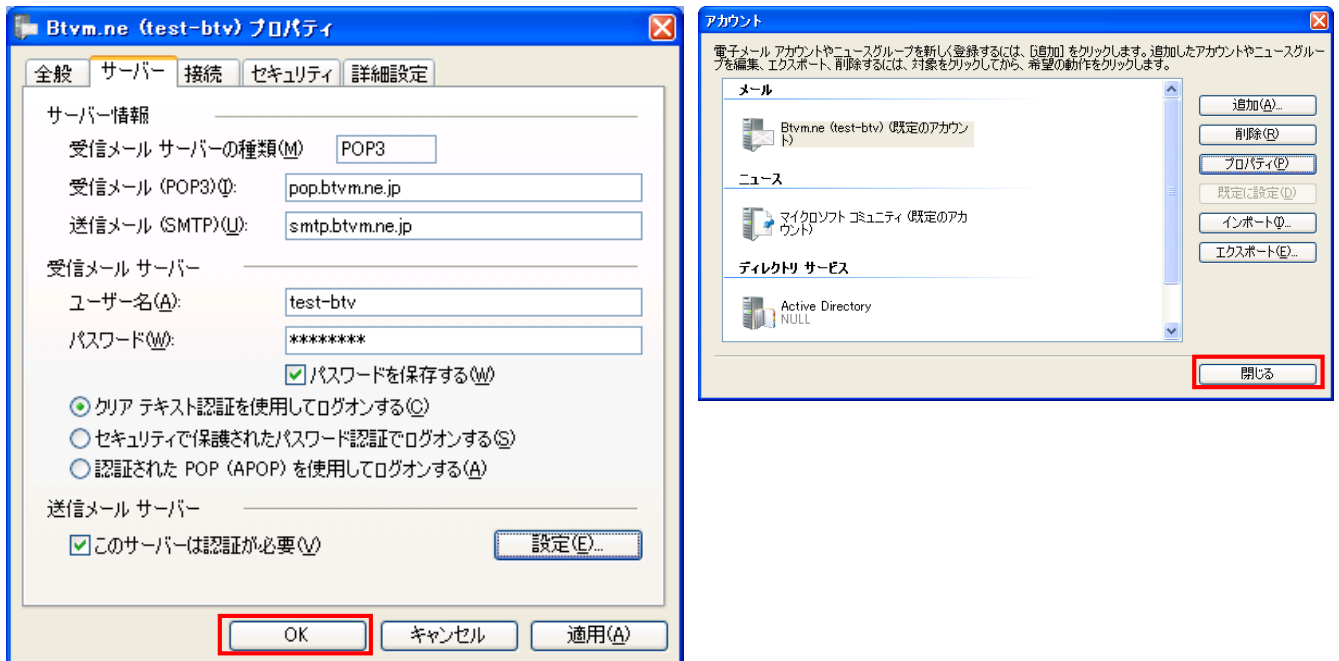 Btvm.ne (test-btv) プロパティ
全般 サーバー 接続 セキュリティ 詳細設定
サーバー情報
受信メール サーバーの種類(M) POP3
受信メール (POP3)(I): pop.btvm.ne.jp
送信メール (SMTP)(U): smtp.btvm.ne.jp
受信メール サーバー
ユーザー名(A): test-btv
パスワード(W): ********
パスワードを保存する(W)
クリア テキスト認証を使用してログオンする(C)
セキュリティで保護されたパスワード認証でログオンする(S)
認証された POP (APOP) を使用してログオンする(A)
送信メール サーバー
このサーバーは認証が必要(V) 設定(E)...
OK キャンセル 適用(A)
アカウント
電子メール アカウントやニュースグループを新しく登録するには、[追加] をクリックします。追加したアカウントやニュースグルー
プを編集、エクスポート、削除するには、対象をクリックしてから、希望の動作をクリックします。
メール
Btvm.ne (test-btv) (既定のアカウン
ト)
ニュース
マイクロソフト コミュニティ (既定のアカ
ウント)
ディレクトリ サービス
Active Directory
NULL
追加(A)...
削除(R)
プロパティ(P)
既定に設定(D)
インポート(I)...
エクスポート(E)...
閉じる